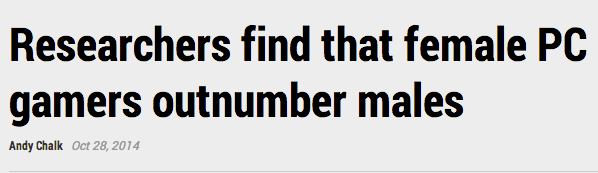 Researchers find that female PC
gamers outnumber males
Andy Chalk Oct 28, 2014